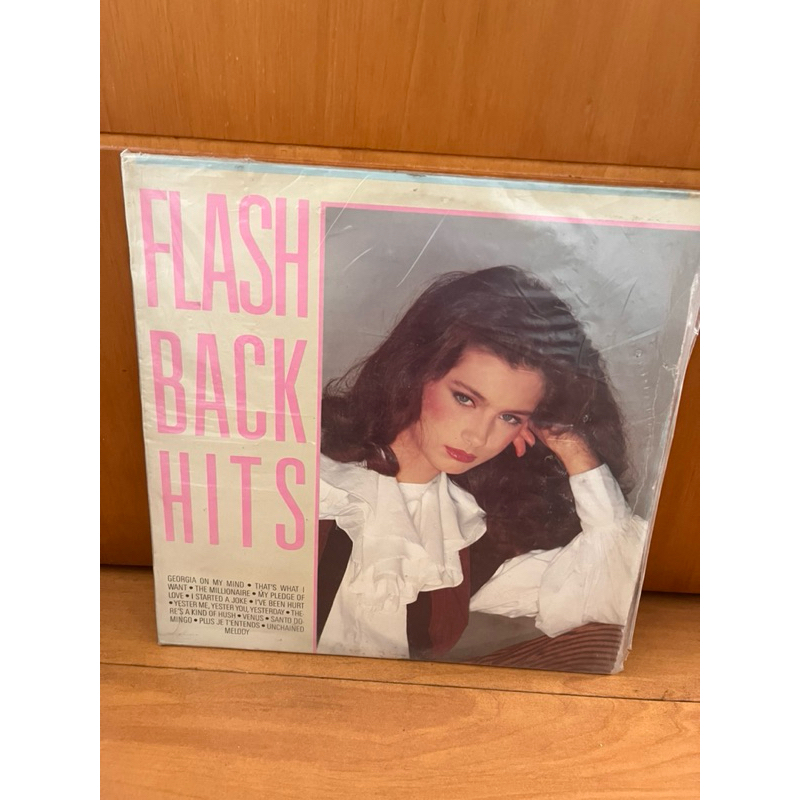 FLASH
BACK
HITS
GEORGIA ON MY MIND • THAT'S WHAT I
WANT • THE MILLIONAIRE • MY PLEDGE OF
LOVE • I STARTED A JOKE • I'VE BEEN HURT
• YESTER ME, YESTER YOU, YESTERDAY • THE-
RE'S A KIND OF HUSH • VENUS • SANTO DO-
MINGO • PLUS JE T'ENTENDS • UNCHAINED
MELODY